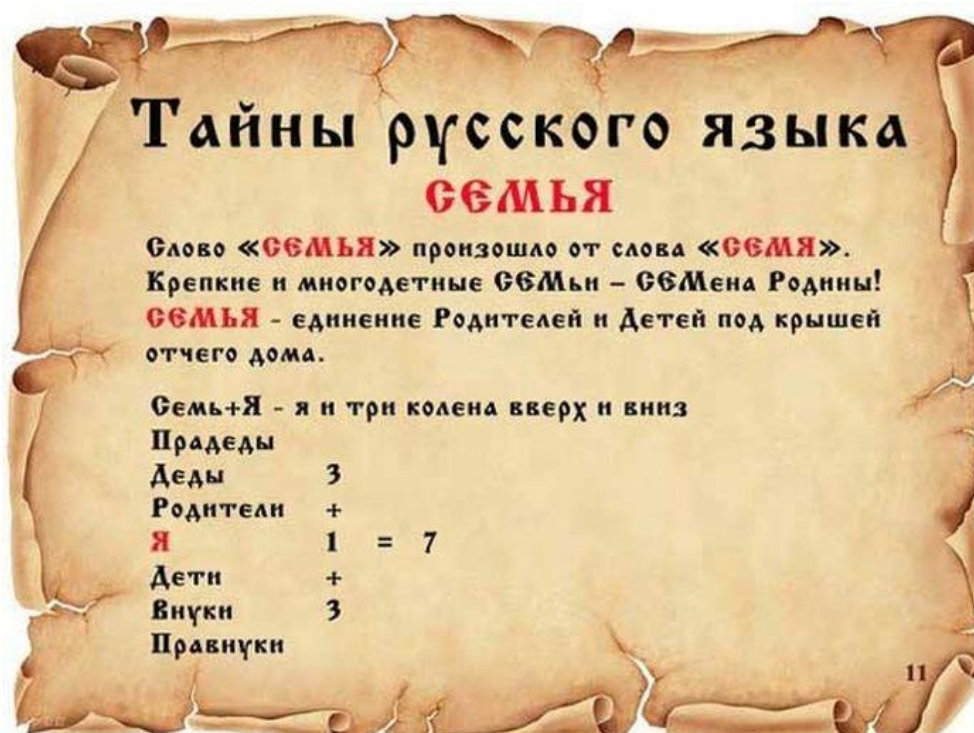 Тайны русского языка
СЕМЬЯ
Слово «СЕМЬЯ» произошло от слова «СЕМЯ».
Крепкие и многодетные СЕМьи – СЕМена Родины!
СЕМЬЯ - единение Родителей и Детей под крышей
отчего дома.
Семь+Я - я и три колена вверх и вниз
Прадеды
Деды 3
Родители +
Я 1 = 7
Дети +
Внуки 3
Правнуки
11